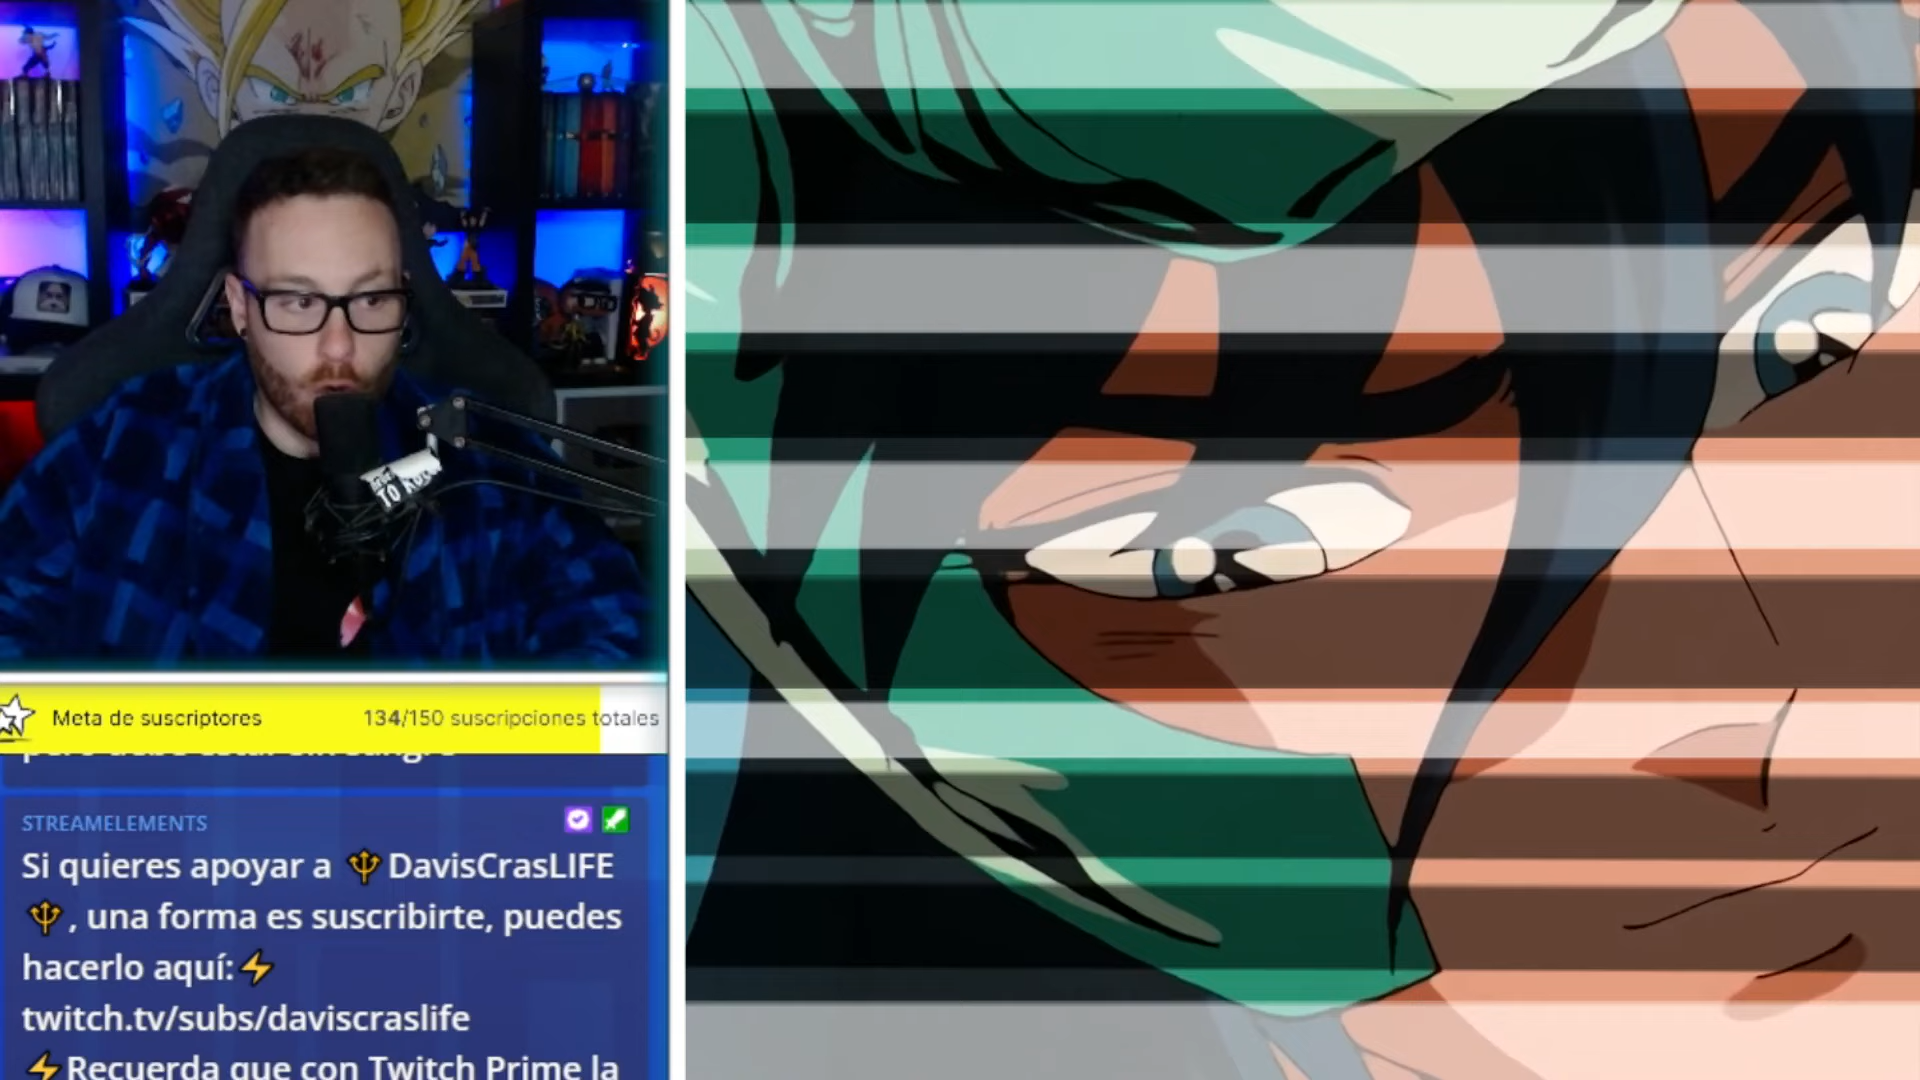 Meta de suscriptores 134/150 suscripciones totales
STREAMELEMENTS
Si quieres apoyar a DavisCrasLIFE
, una forma es suscribirte, puedes
hacerlo aquí:
twitch.tv/subs/daviscraslife
Recuerda que con Twitch Prime la